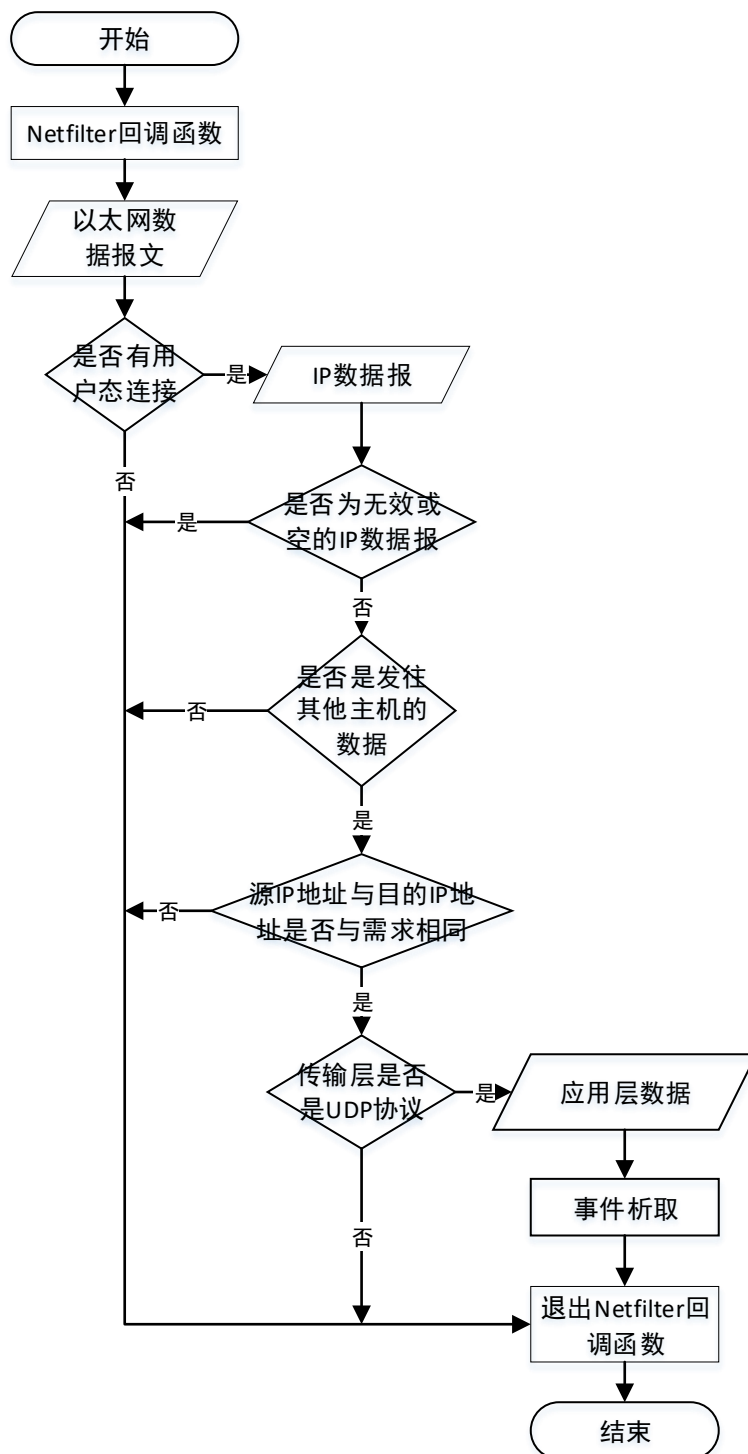 开始
Netfilter回调函数
以太网数
据报文
是否有用
户态连接
是
IP数据报
否
是否为无效或
空的IP数据报
是
否
是否是发往
其他主机的
数据
否
是
源IP地址与目的IP地
址是否与需求相同
否
是
传输层是否
是UDP协议
是
应用层数据
事件析取
否
退出Netfilter回
调函数
结束